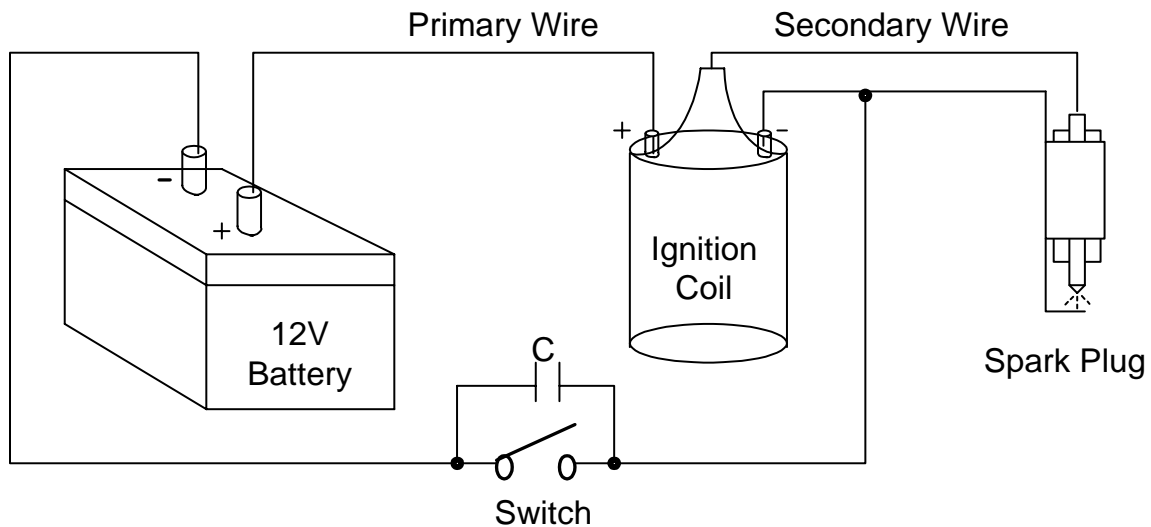 Primary Wire
Secondary Wire
+
-
-
+
Ignition
Coil
12V
Battery
C
Spark Plug
Switch